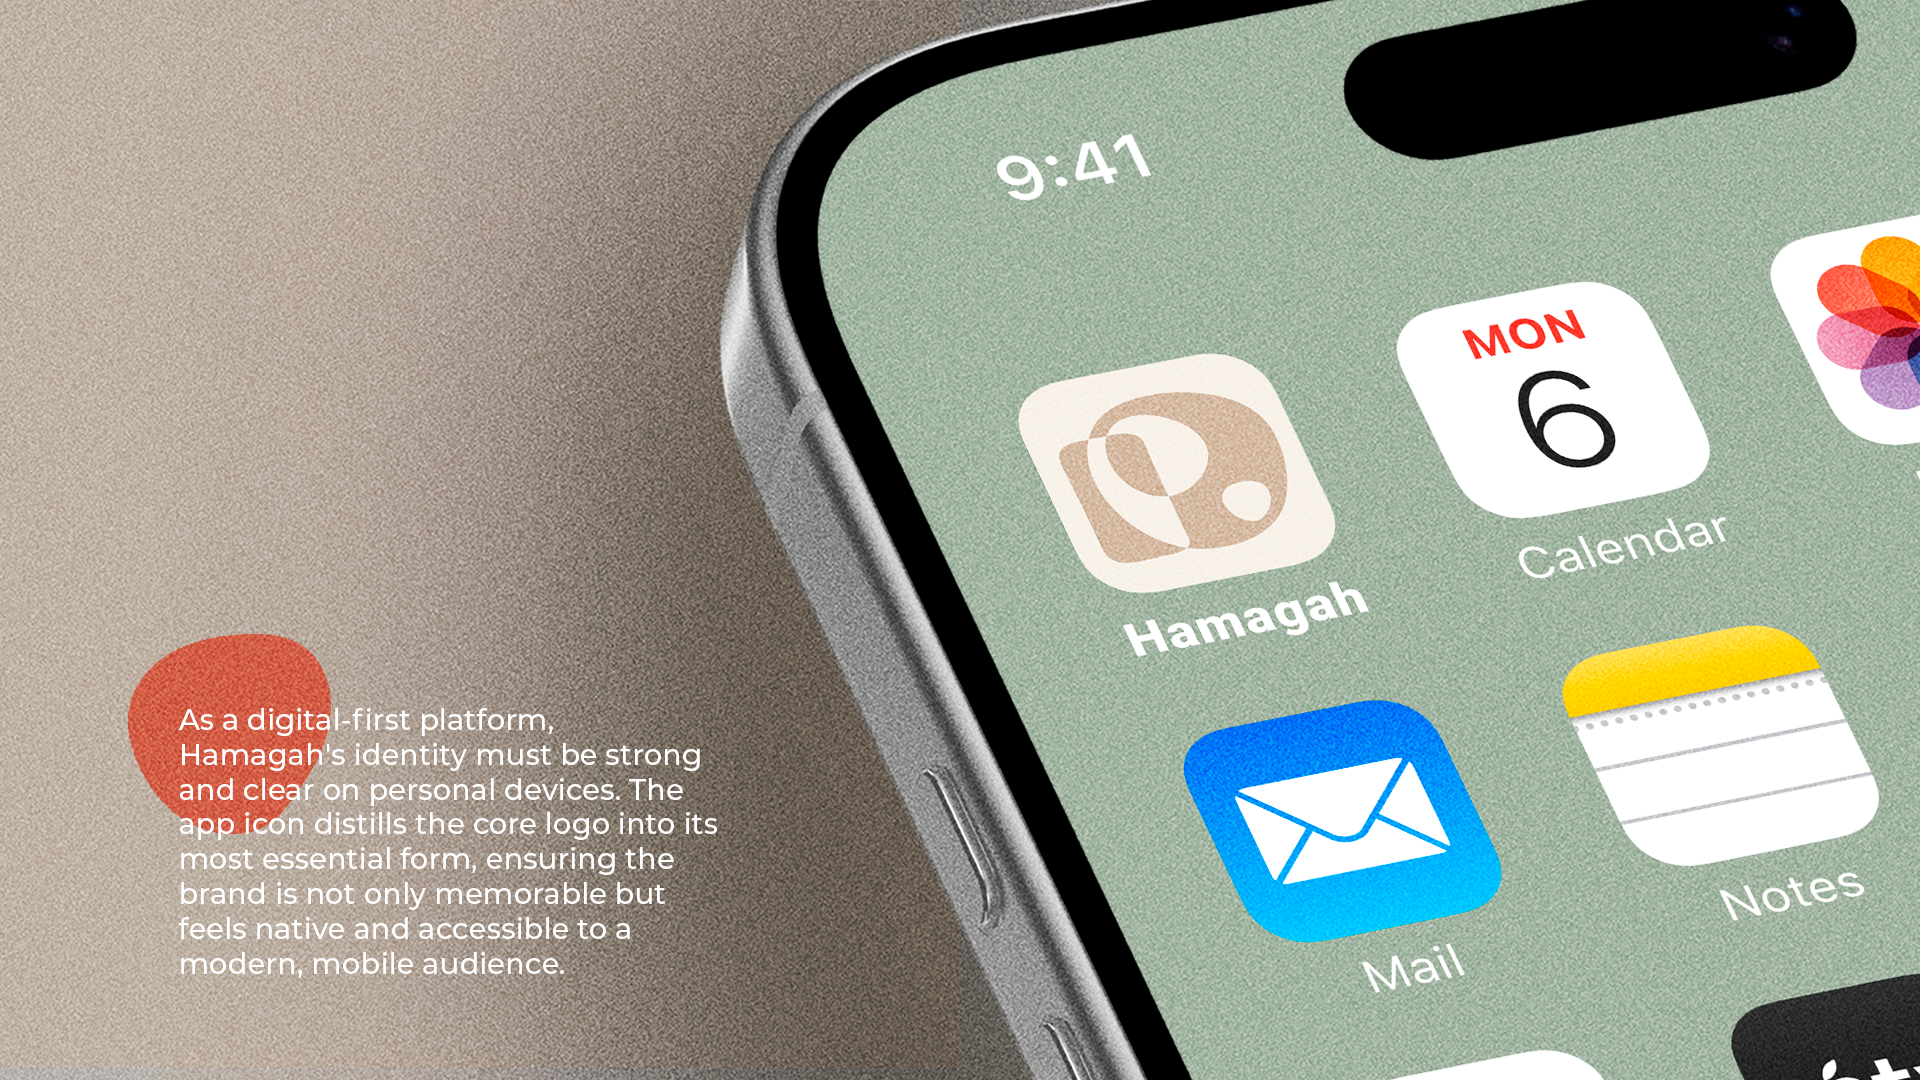 9:41
MON
6
Hamagah
Calendar
Mail
Notes
As a digital-first platform,
Hamagah's identity must be strong
and clear on personal devices. The
app icon distills the core logo into its
most essential form, ensuring the
brand is not only memorable but
feels native and accessible to a
modern, mobile audience.